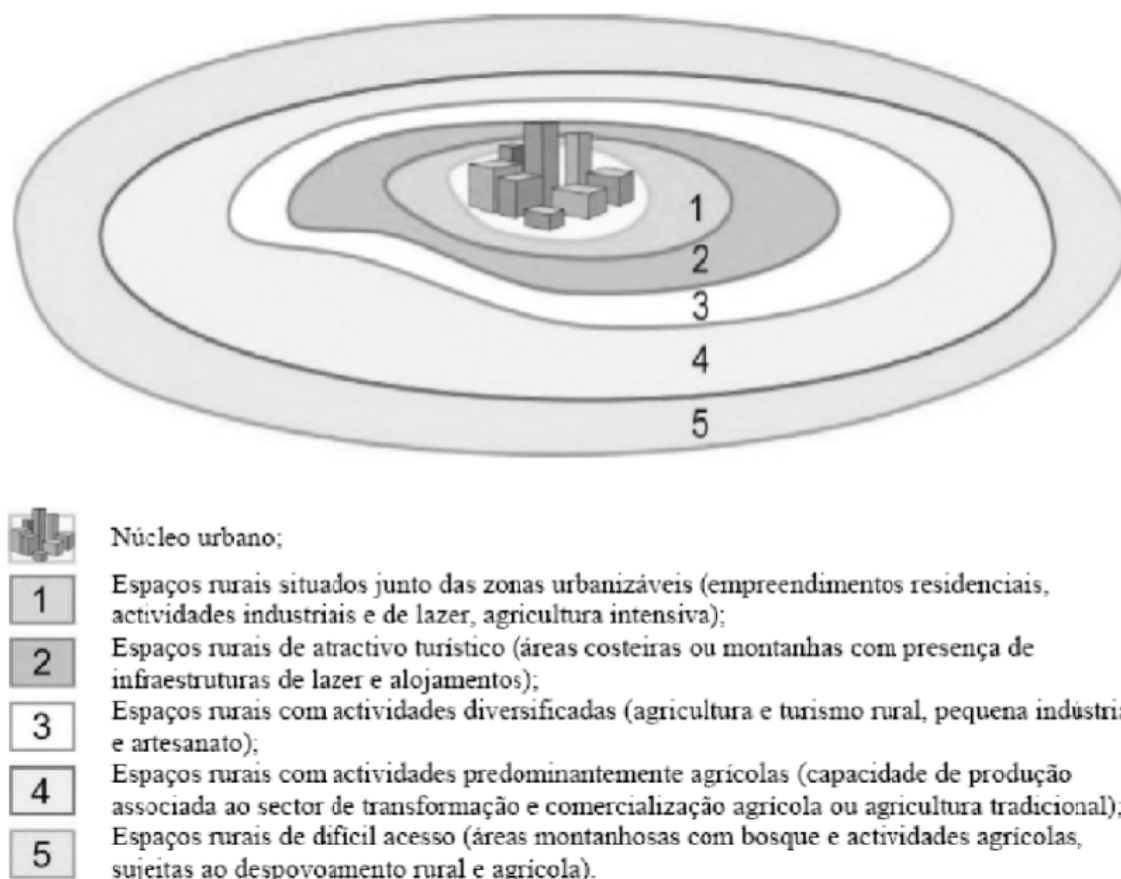 1
2
3
4
5
Núcleo urbano;
1
Espaços rurais situados junto das zonas urbanizáveis (empreendimentos residenciais,
actividades industriais e de lazer, agricultura intensiva);
2
Espaços rurais de atractivo turístico (áreas costeiras ou montanhas com presença de
infraestruturas de lazer e alojamentos);
3
Espaços rurais com actividades diversificadas (agricultura e turismo rural, pequena indústria
e artesanato);
4
Espaços rurais com actividades predominantemente agrícolas (capacidade de produção
associada ao sector de transformação e comercialização agrícola ou agricultura tradicional);
5
Espaços rurais de difícil acesso (áreas montanhosas com bosque e actividades agrícolas,
sujeitas ao despovoamento rural e agrícola).